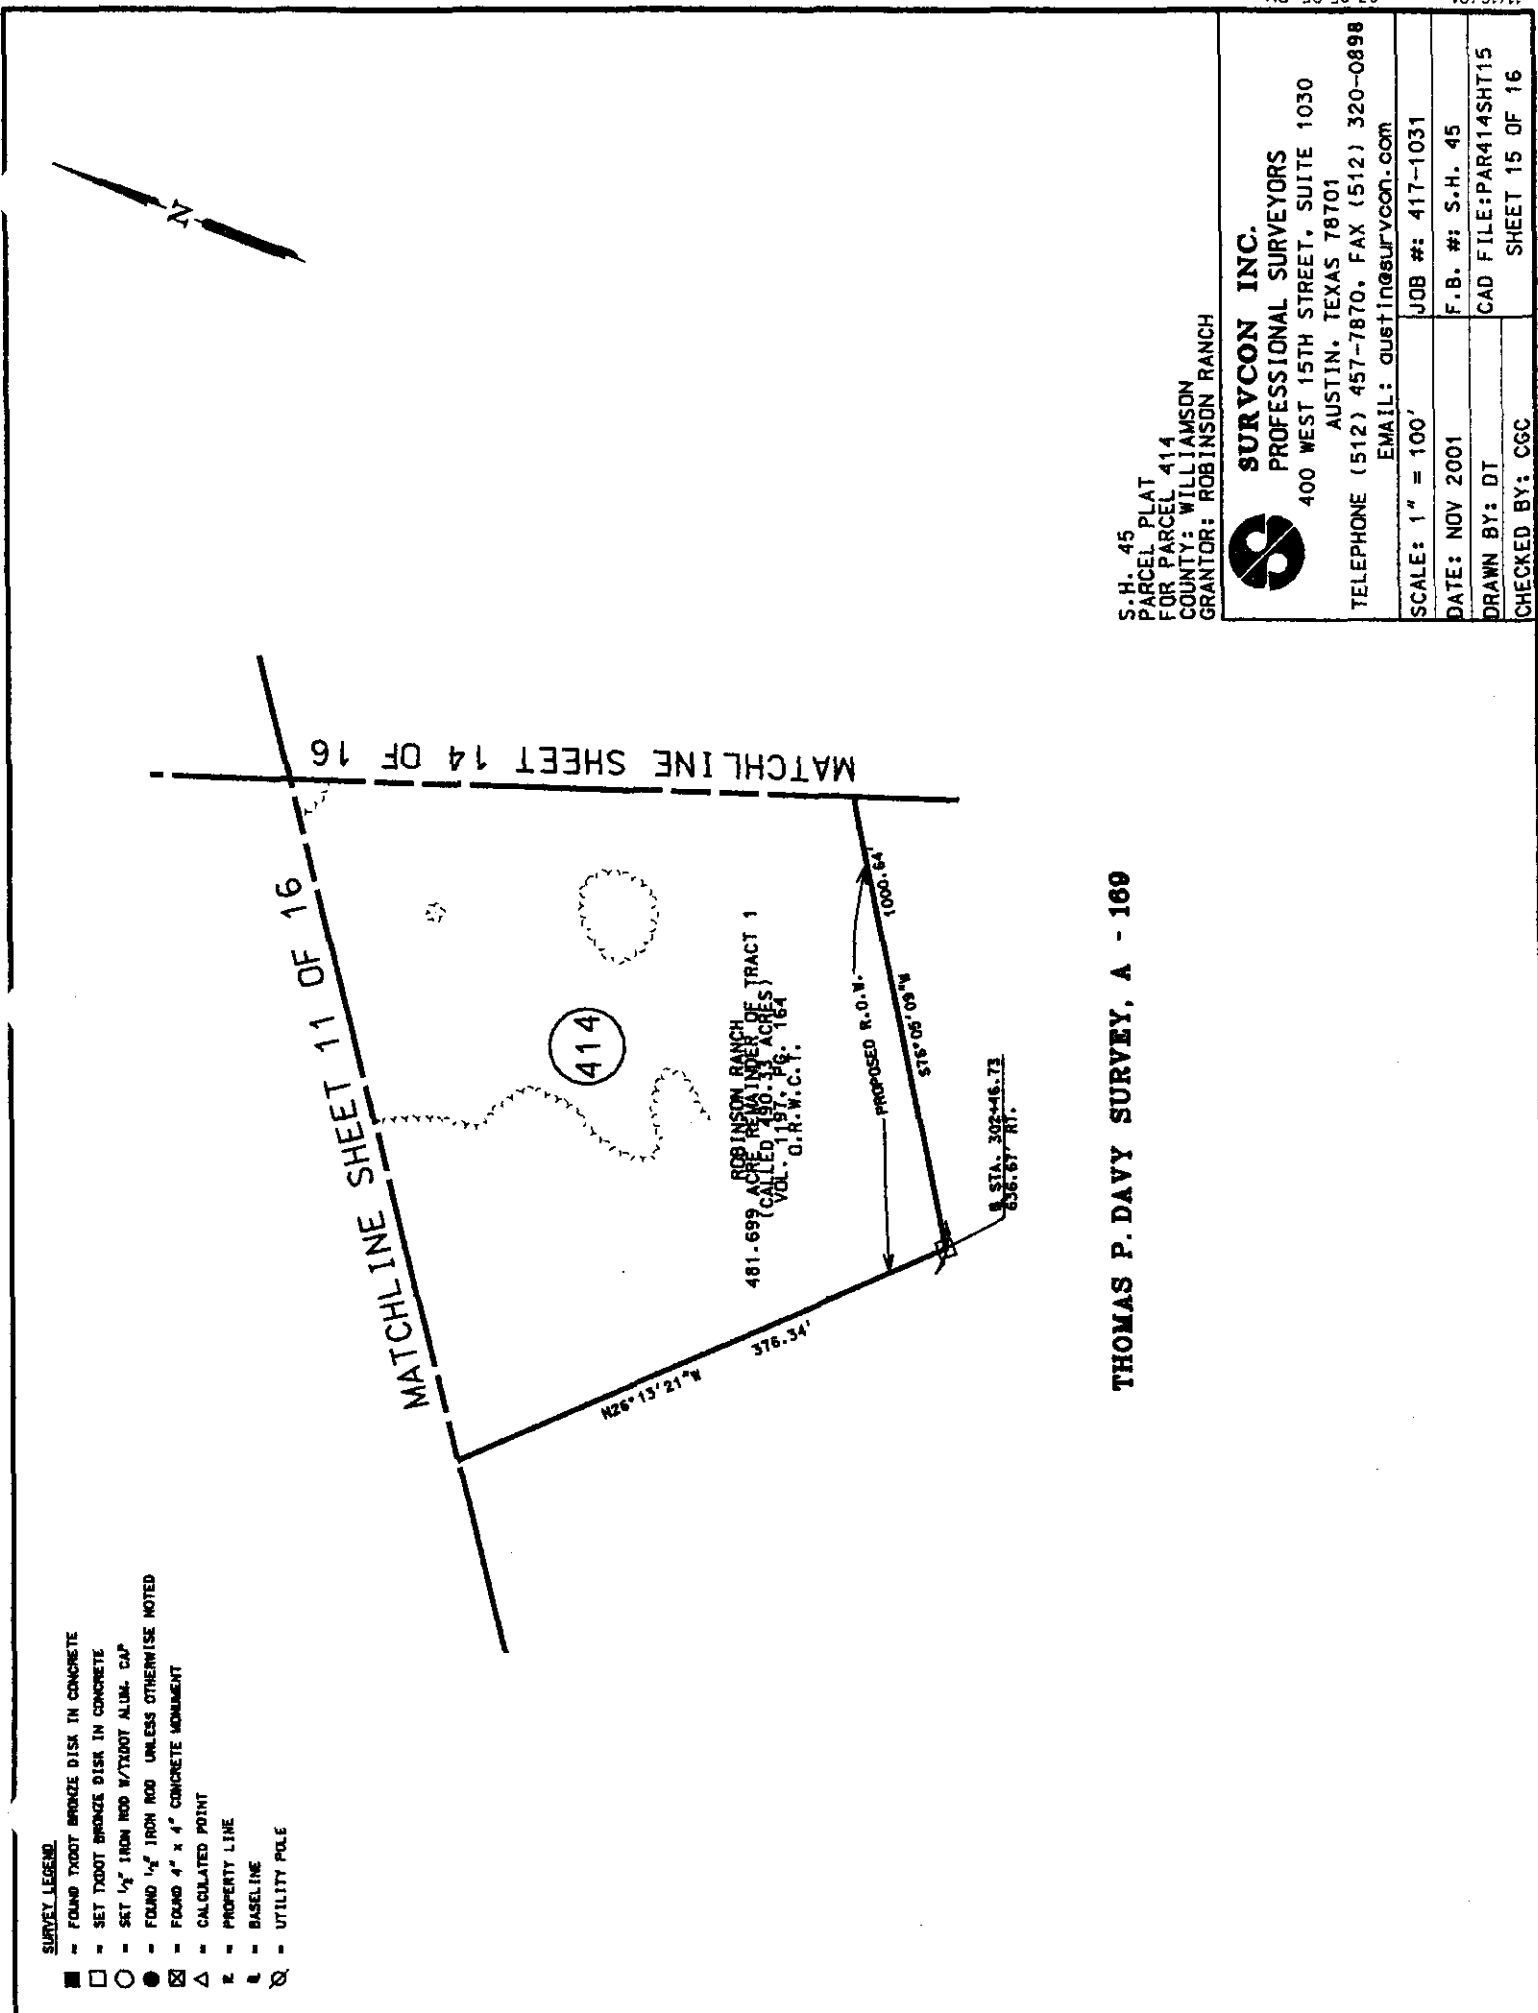 SURVEY LEGEND
= FOUND TXDOT BRONZE DISK IN CONCRETE
= SET TXDOT BRONZE DISK IN CONCRETE
= SET 1/2" IRON ROD W/TXDOT ALUM. CAP
= FOUND 1/2" IRON ROD UNLESS OTHERWISE NOTED
= FOUND 4" x 4" CONCRETE MONUMENT
= CALCULATED POINT
= PROPERTY LINE
= BASELINE
= UTILITY POLE
N
MATCHLINE SHEET 11 OF 16
MATCHLINE SHEET 14 OF 16
414
ROBINSON RANCH
481.699 ACRE REMAINDER OF TRACT 1
(CALLED 490.33 ACRES)
VOL. 1197, PG. 164
O.R.W.C.T.
N26°13'21"W
376.34'
PROPOSED R.O.W.
S76°05'09"W
1000.64'
STA. 302+46.73
636.67' RT.
THOMAS P. DAVY SURVEY, A - 169
S.H. 45
PARCEL PLAT
FOR PARCEL 414
COUNTY: WILLIAMSON
GRANTOR: ROBINSON RANCH
SURVCON INC.
PROFESSIONAL SURVEYORS
400 WEST 15TH STREET, SUITE 1030
AUSTIN, TEXAS 78701
TELEPHONE (512) 457-7870, FAX (512) 320-0898
EMAIL: austin@survcon.com
SCALE: 1" = 100'
JOB #: 417-1031
DATE: NOV 2001
F.B. #: S.H. 45
DRAWN BY: DT
CAD FILE:PAR414SHT15
CHECKED BY: CGC
SHEET 15 OF 16